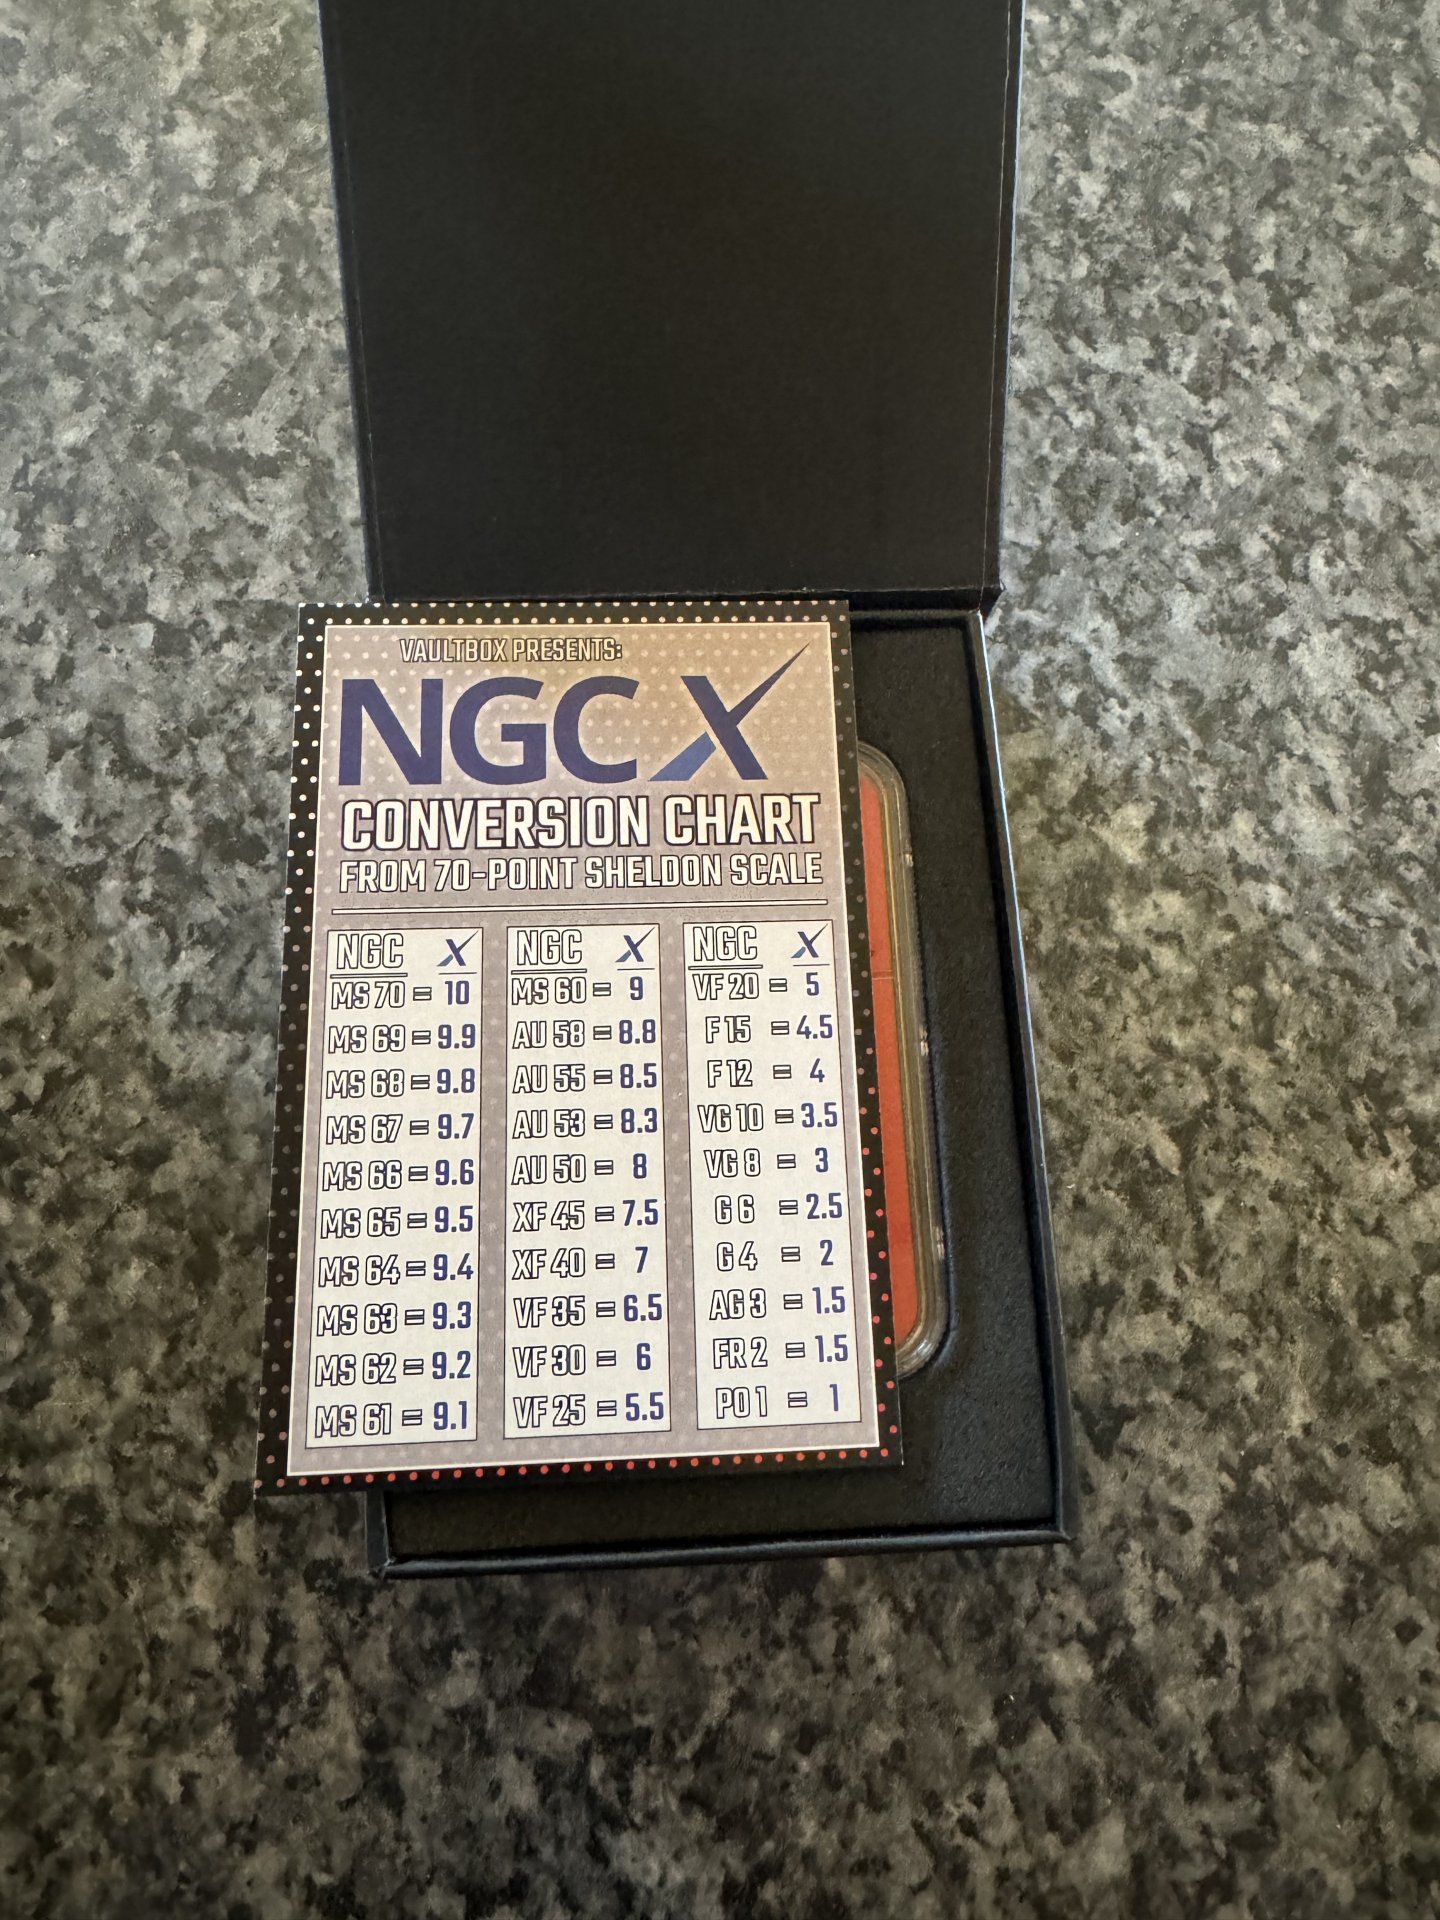 VAULTBOX PRESENTS:
NGC X
CONVERSION CHART
FROM 70-POINT SHELDON SCALE
NGC X
MS 70 = 10
MS 69 = 9.9
MS 68 = 9.8
MS 67 = 9.7
MS 66 = 9.6
MS 65 = 9.5
MS 64 = 9.4
MS 63 = 9.3
MS 62 = 9.2
MS 61 = 9.1
NGC X
MS 60 = 9
AU 58 = 8.8
AU 55 = 8.5
AU 53 = 8.3
AU 50 = 8
XF 45 = 7.5
XF 40 = 7
VF 35 = 6.5
VF 30 = 6
VF 25 = 5.5
NGC X
VF 20 = 5
F 15 = 4.5
F 12 = 4
VG 10 = 3.5
VG 8 = 3
G 6 = 2.5
G 4 = 2
AG 3 = 1.5
FR 2 = 1.5
PO 1 = 1